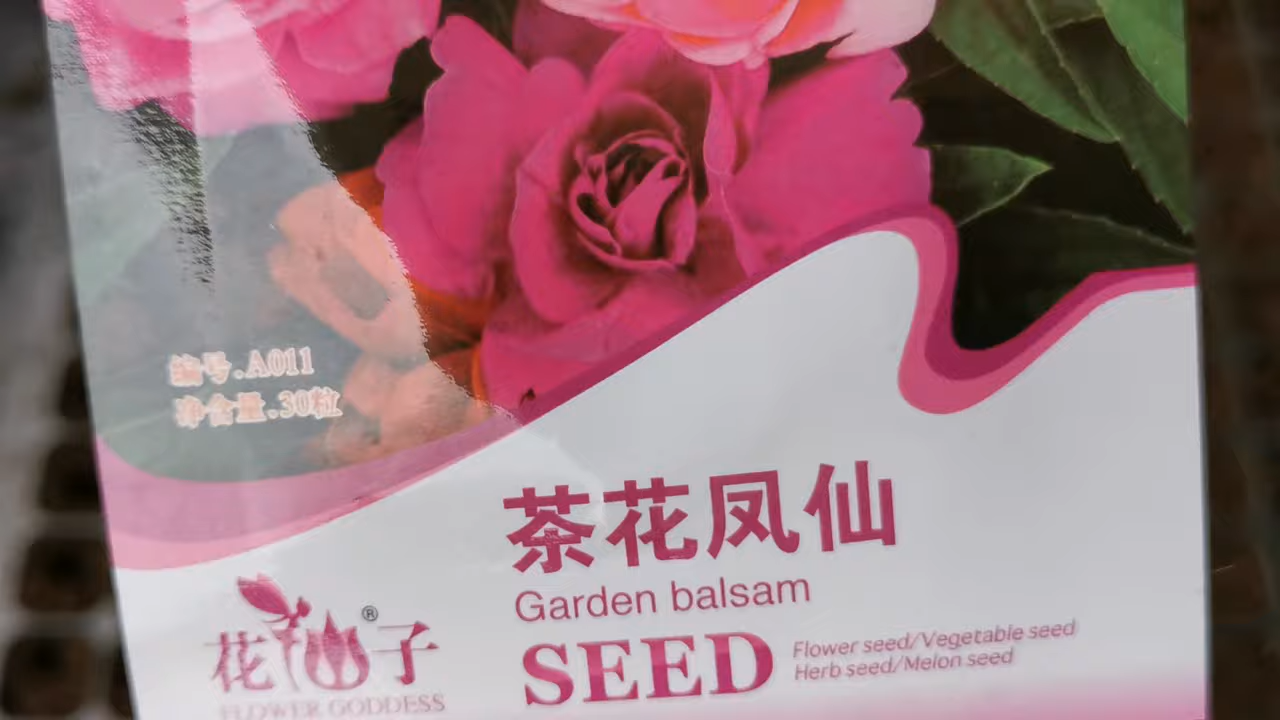 编号.A011
净含量.30粒
茶花凤仙
Garden balsam
SEED
Flower seed/Vegetable seed
Herb seed/Melon seed
花仙子®
FLOWER GODDESS